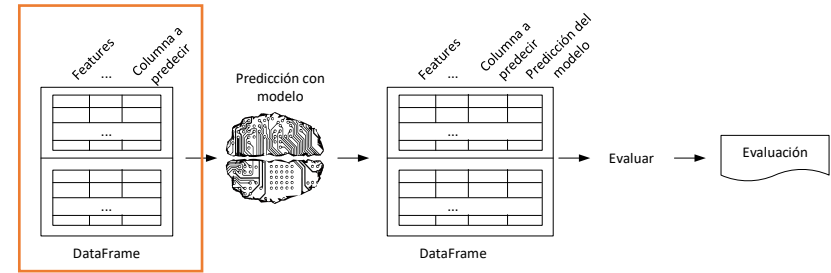 Features
...
Columna a
predecir
...
...
DataFrame
Predicción con
modelo
Features
...
Columna a
predecir
Predicción del
modelo
...
...
DataFrame
Evaluar
Evaluación